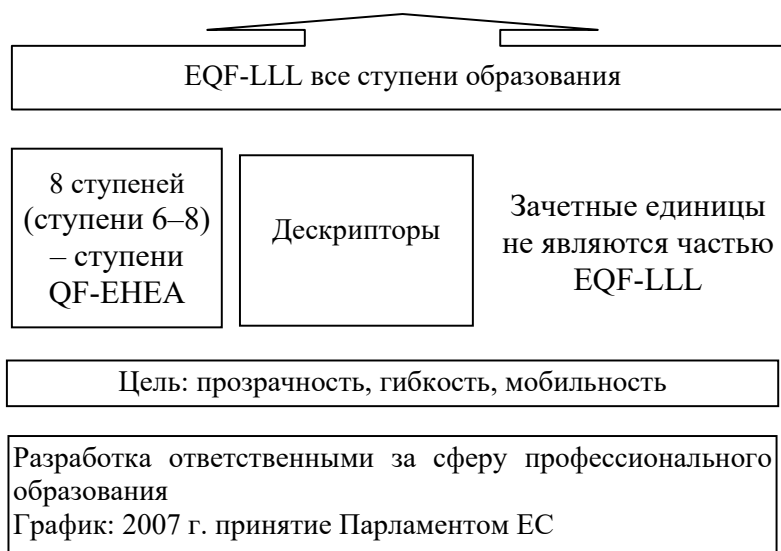 EQF-LLL все ступени образования
8 ступеней
(ступени 6–8)
– ступени
QF-EHEA
Дескрипторы
Зачетные единицы
не являются частью
EQF-LLL
Цель: прозрачность, гибкость, мобильность
Разработка ответственными за сферу профессионального
образования
График: 2007 г. принятие Парламентом ЕС